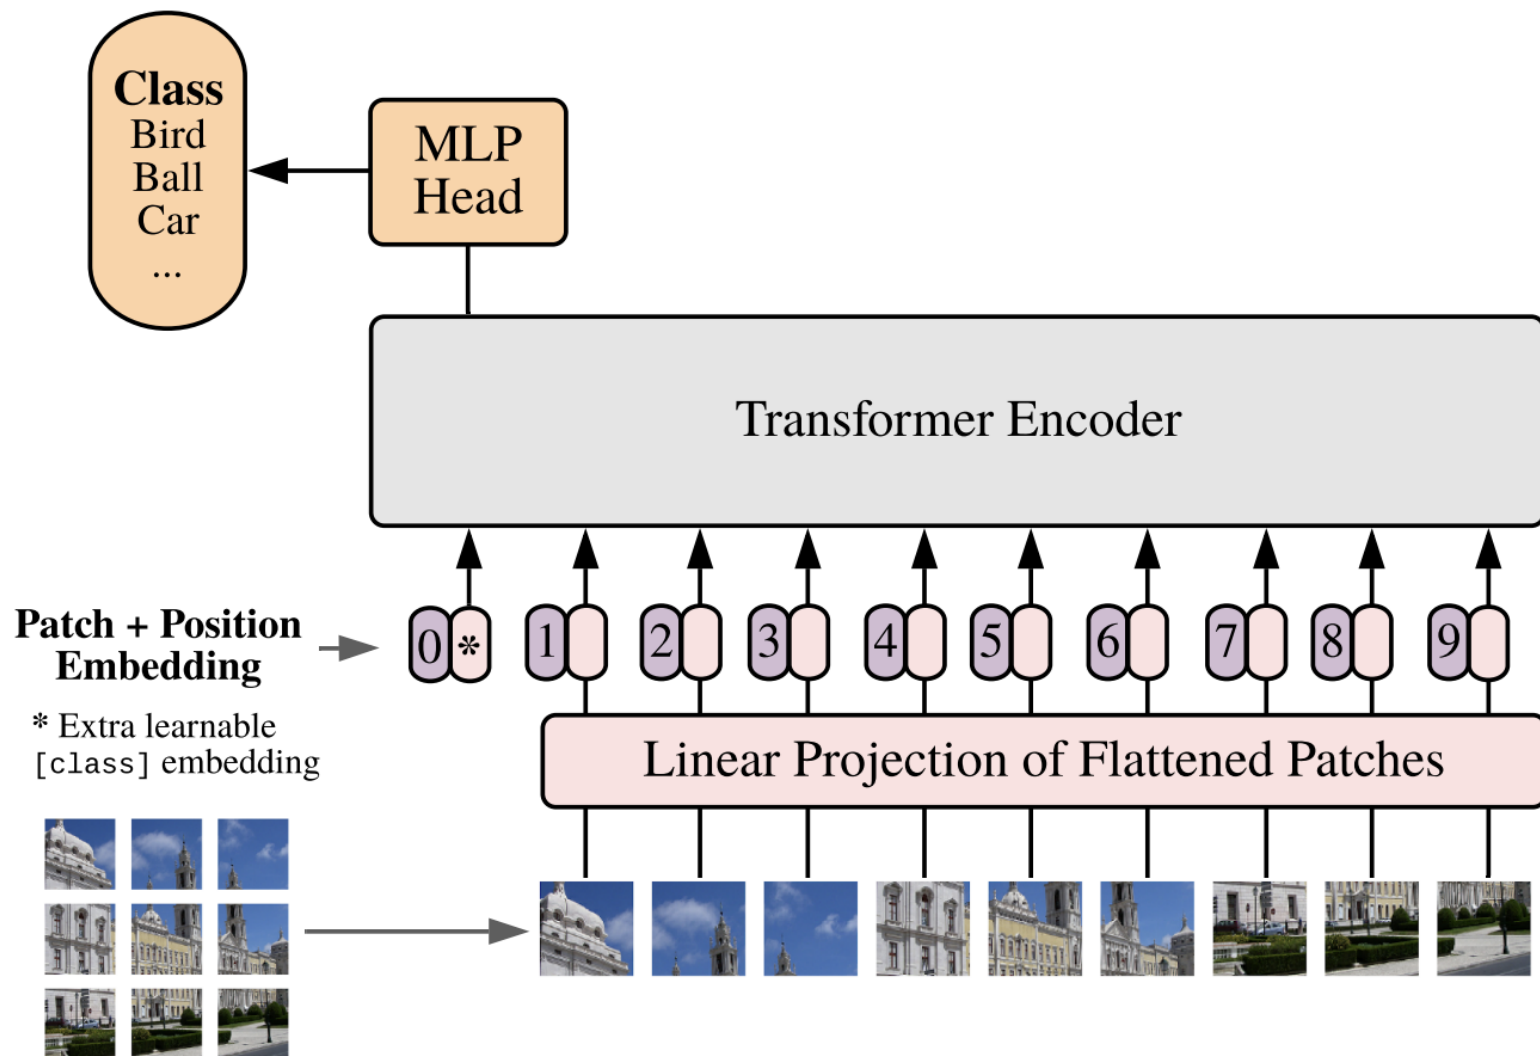 Class
Bird
Ball
Car
...
MLP
Head
Transformer Encoder
Patch + Position
Embedding
0 * 1 2 3 4 5 6 7 8 9
* Extra learnable
[class] embedding
Linear Projection of Flattened Patches